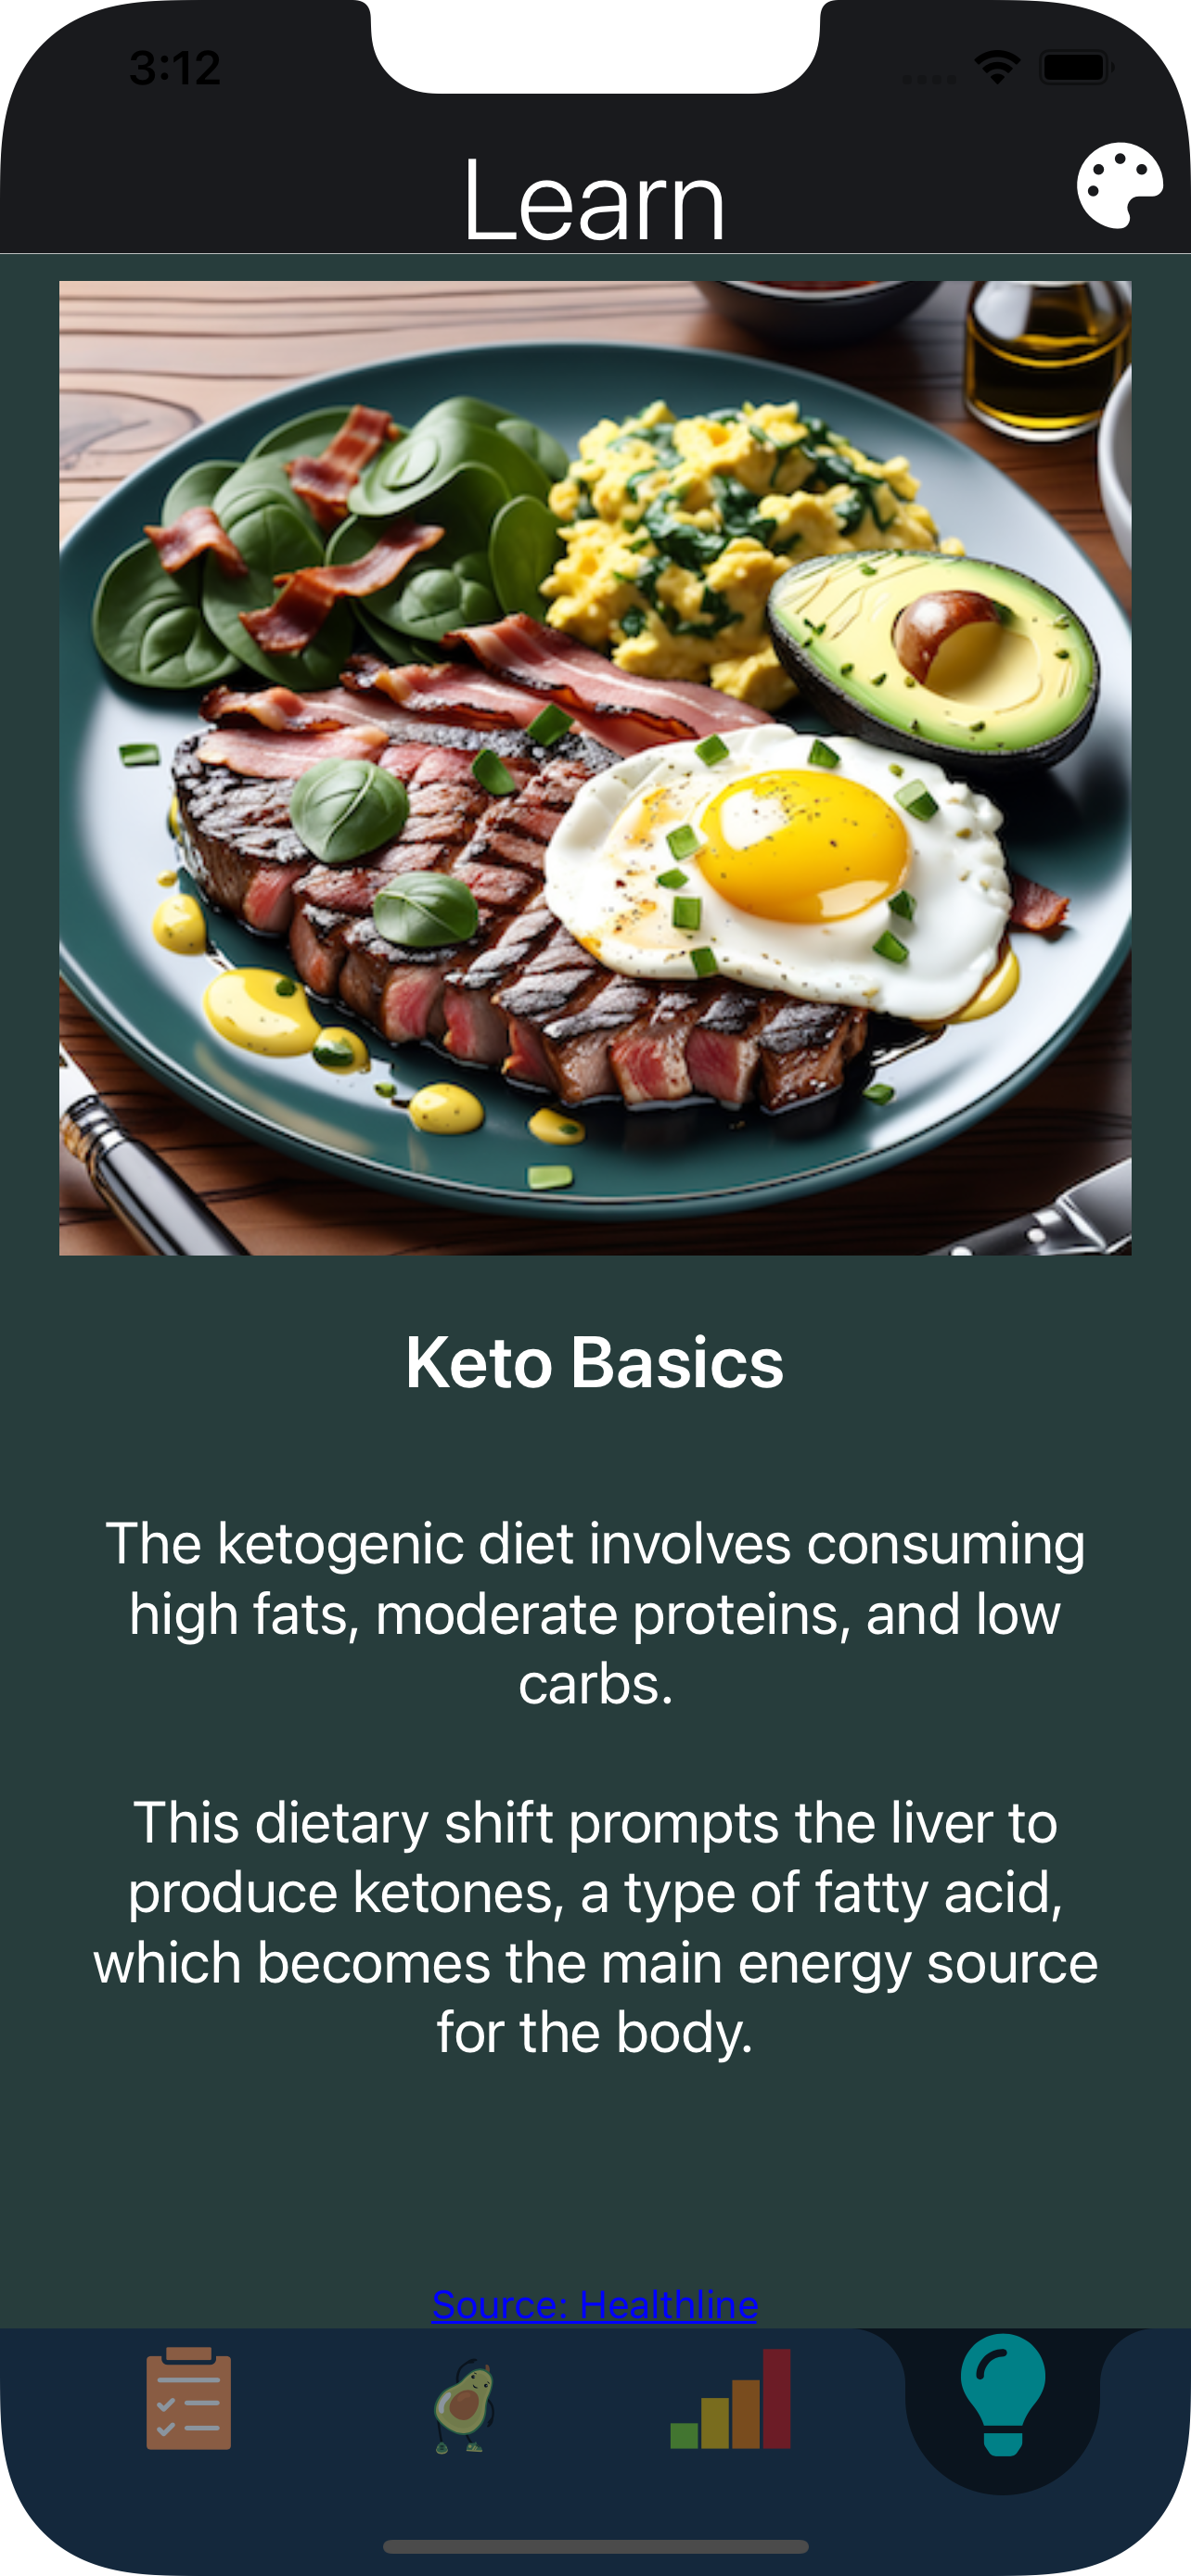 3:12
Learn
Keto Basics
The ketogenic diet involves consuming
high fats, moderate proteins, and low
carbs.
This dietary shift prompts the liver to
produce ketones, a type of fatty acid,
which becomes the main energy source
for the body.
Source: Healthline